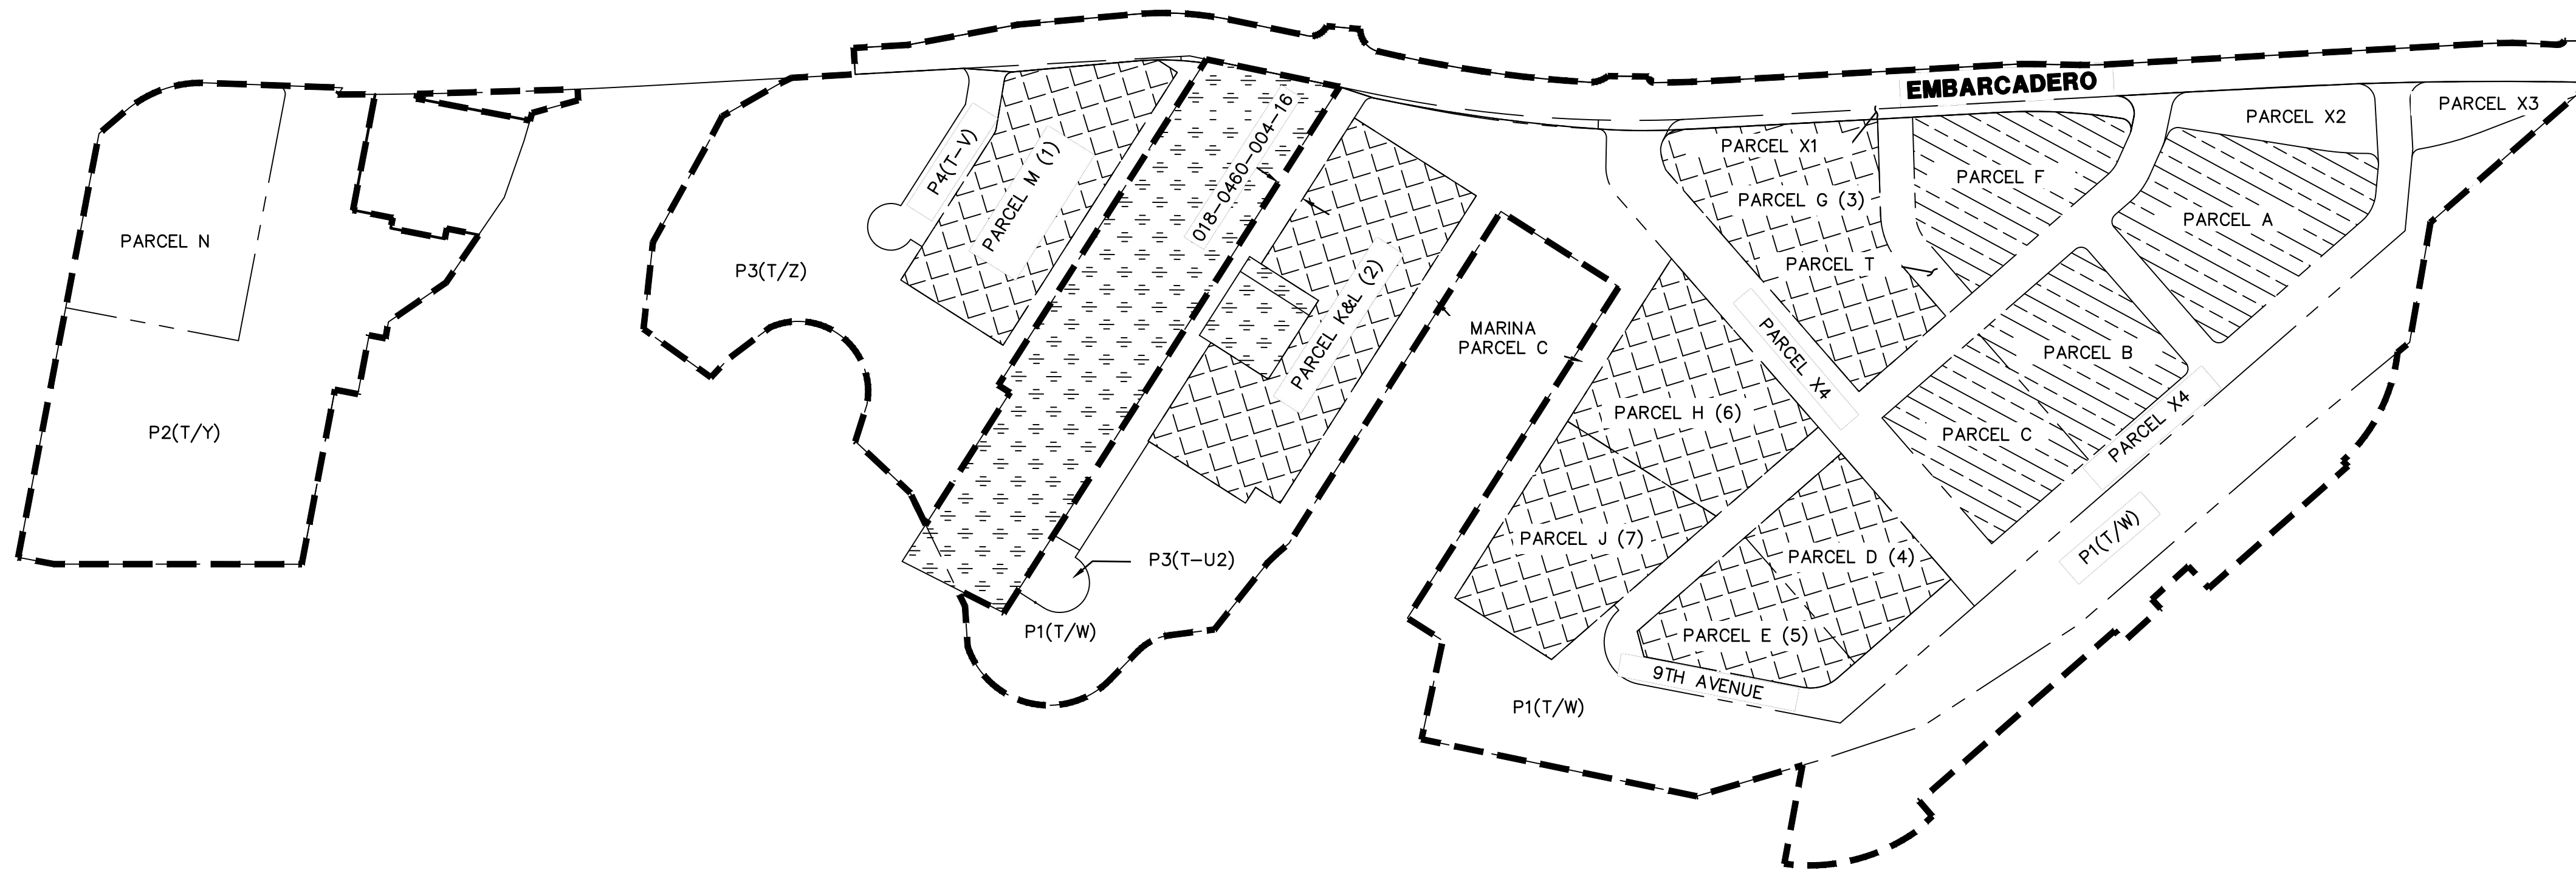 EMBARCADERO
PARCEL X3
PARCEL X2
PARCEL X1
PARCEL F
PARCEL G (3)
PARCEL A
PARCEL T
P4(T-V)
PARCEL M (1)
018-0460-004-16
PARCEL N
P3(T/Z)
PARCEL K&L (2)
MARINA
PARCEL C
PARCEL X4
PARCEL B
PARCEL H (6)
PARCEL C
PARCEL X4
P2(T/Y)
PARCEL J (7)
P1(T/W)
PARCEL D (4)
P3(T-U2)
P1(T/W)
PARCEL E (5)
9TH AVENUE
P1(T/W)